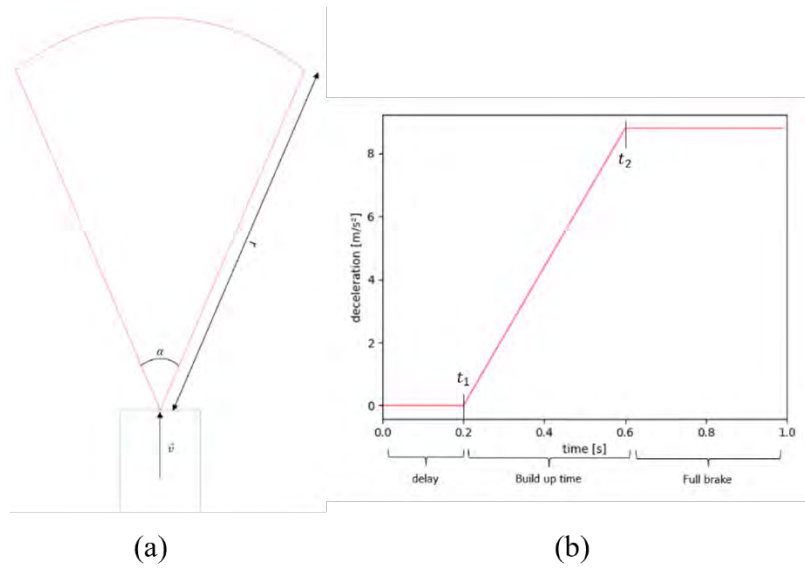 r
α
v⃗
deceleration [m/s²]
8
6
4
2
0
t₁
t₂
0.0 0.2 0.4 0.6 0.8 1.0
time [s]
delay Build up time Full brake
(a) (b)